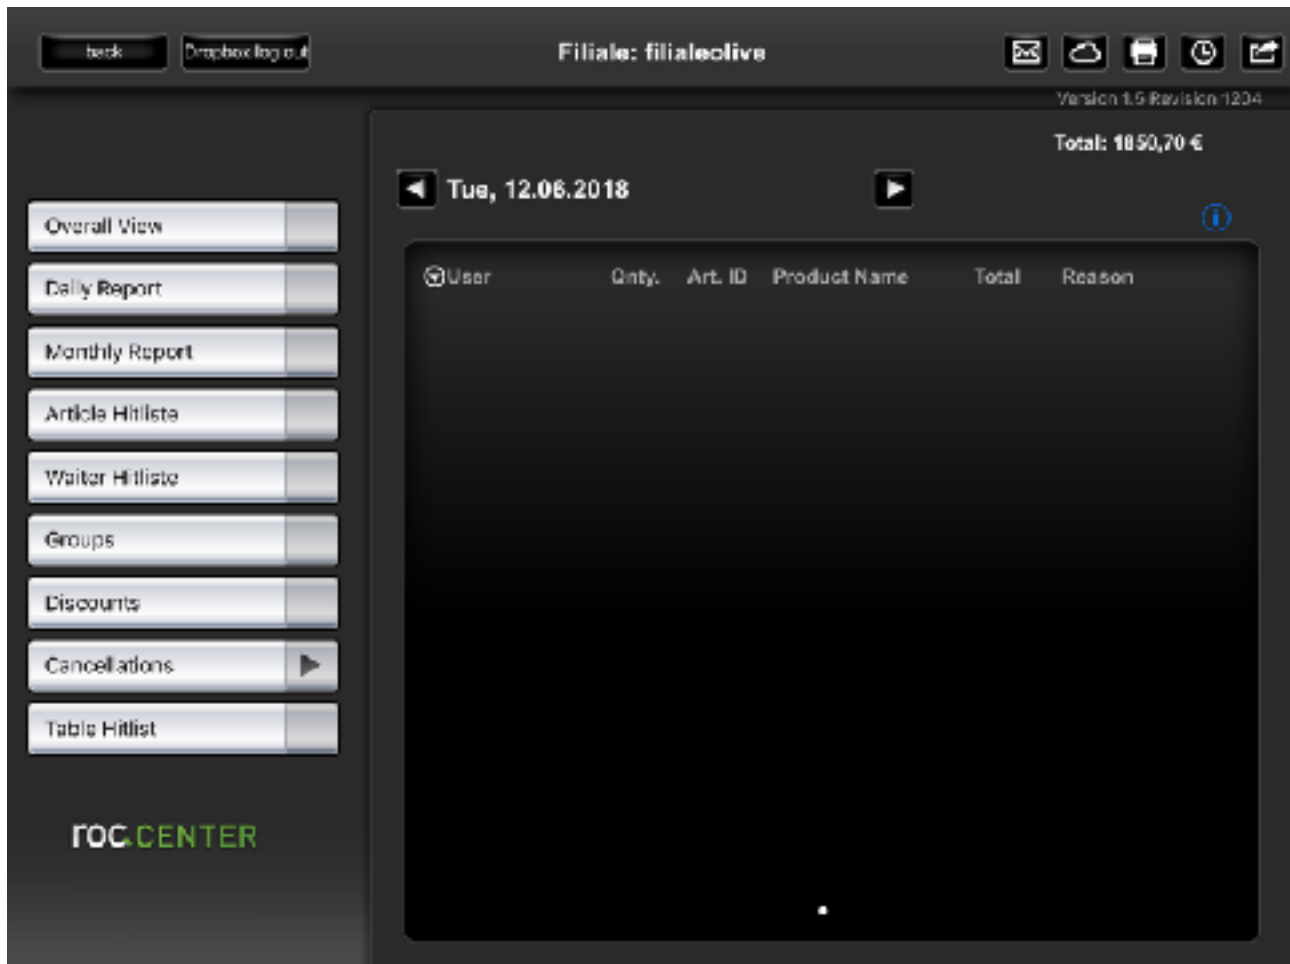 back
Dropbox log out
Filiale: filialeolive
Version 1.5 Revision 1204
Total: 1850,70 €
Tue, 12.06.2018
User Qnty. Art. ID Product Name Total Reason
Overall View
Daily Report
Monthly Report
Article Hitliste
Waiter Hitliste
Groups
Discounts
Cancellations
Table Hitlist
roc.CENTER